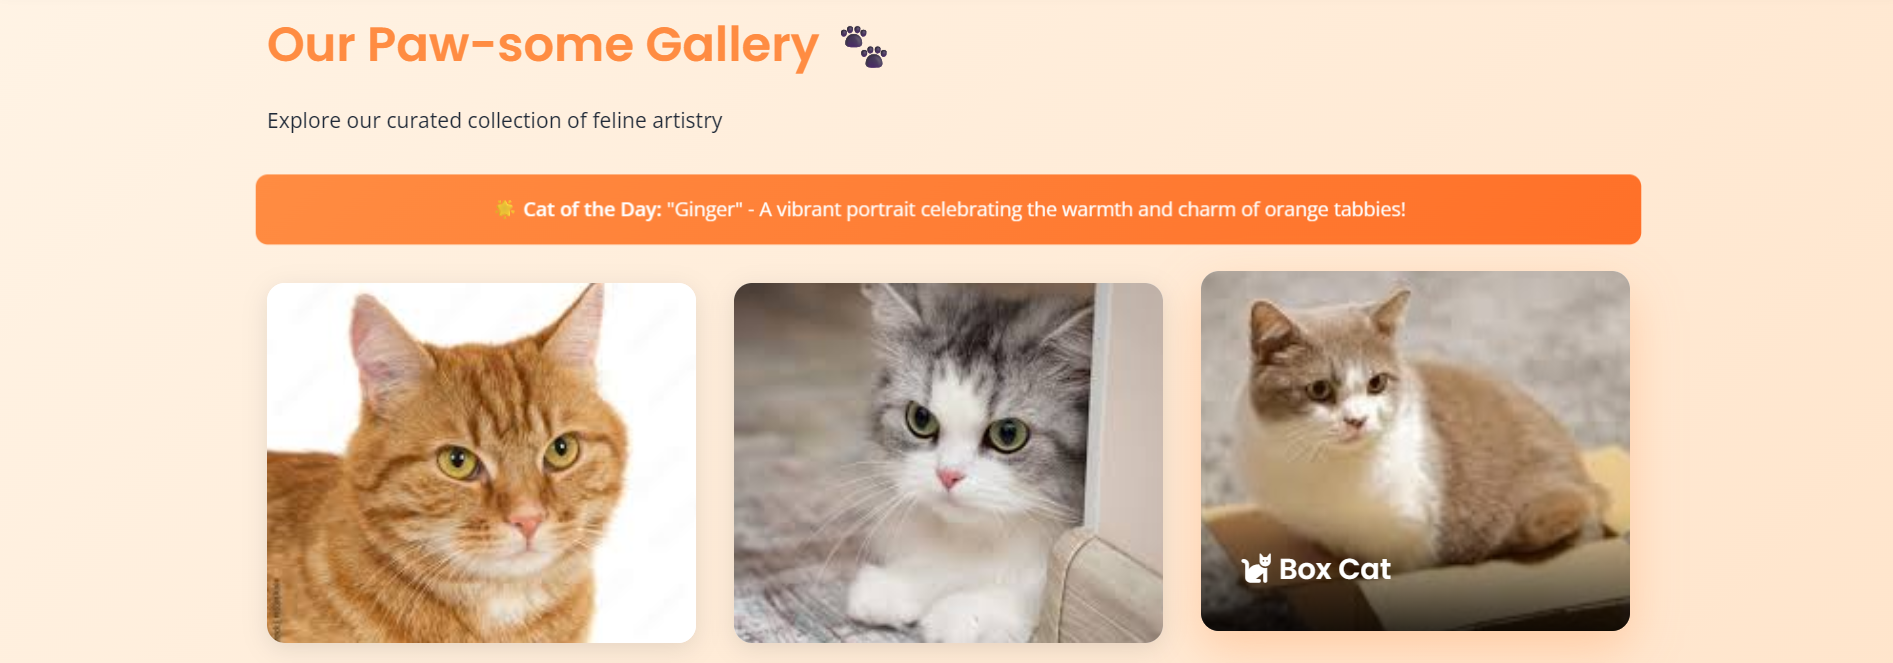 Our Paw-some Gallery
Explore our curated collection of feline artistry
Cat of the Day: "Ginger" - A vibrant portrait celebrating the warmth and charm of orange tabbies!
Box Cat